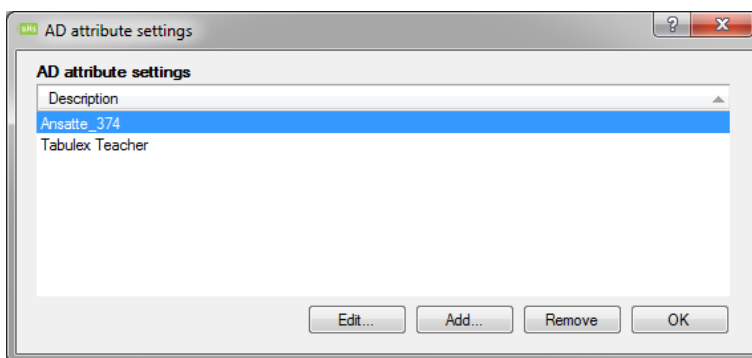 AD attribute settings
AD attribute settings
Description
Ansatte_374
Tabulex Teacher
Edit... Add... Remove OK